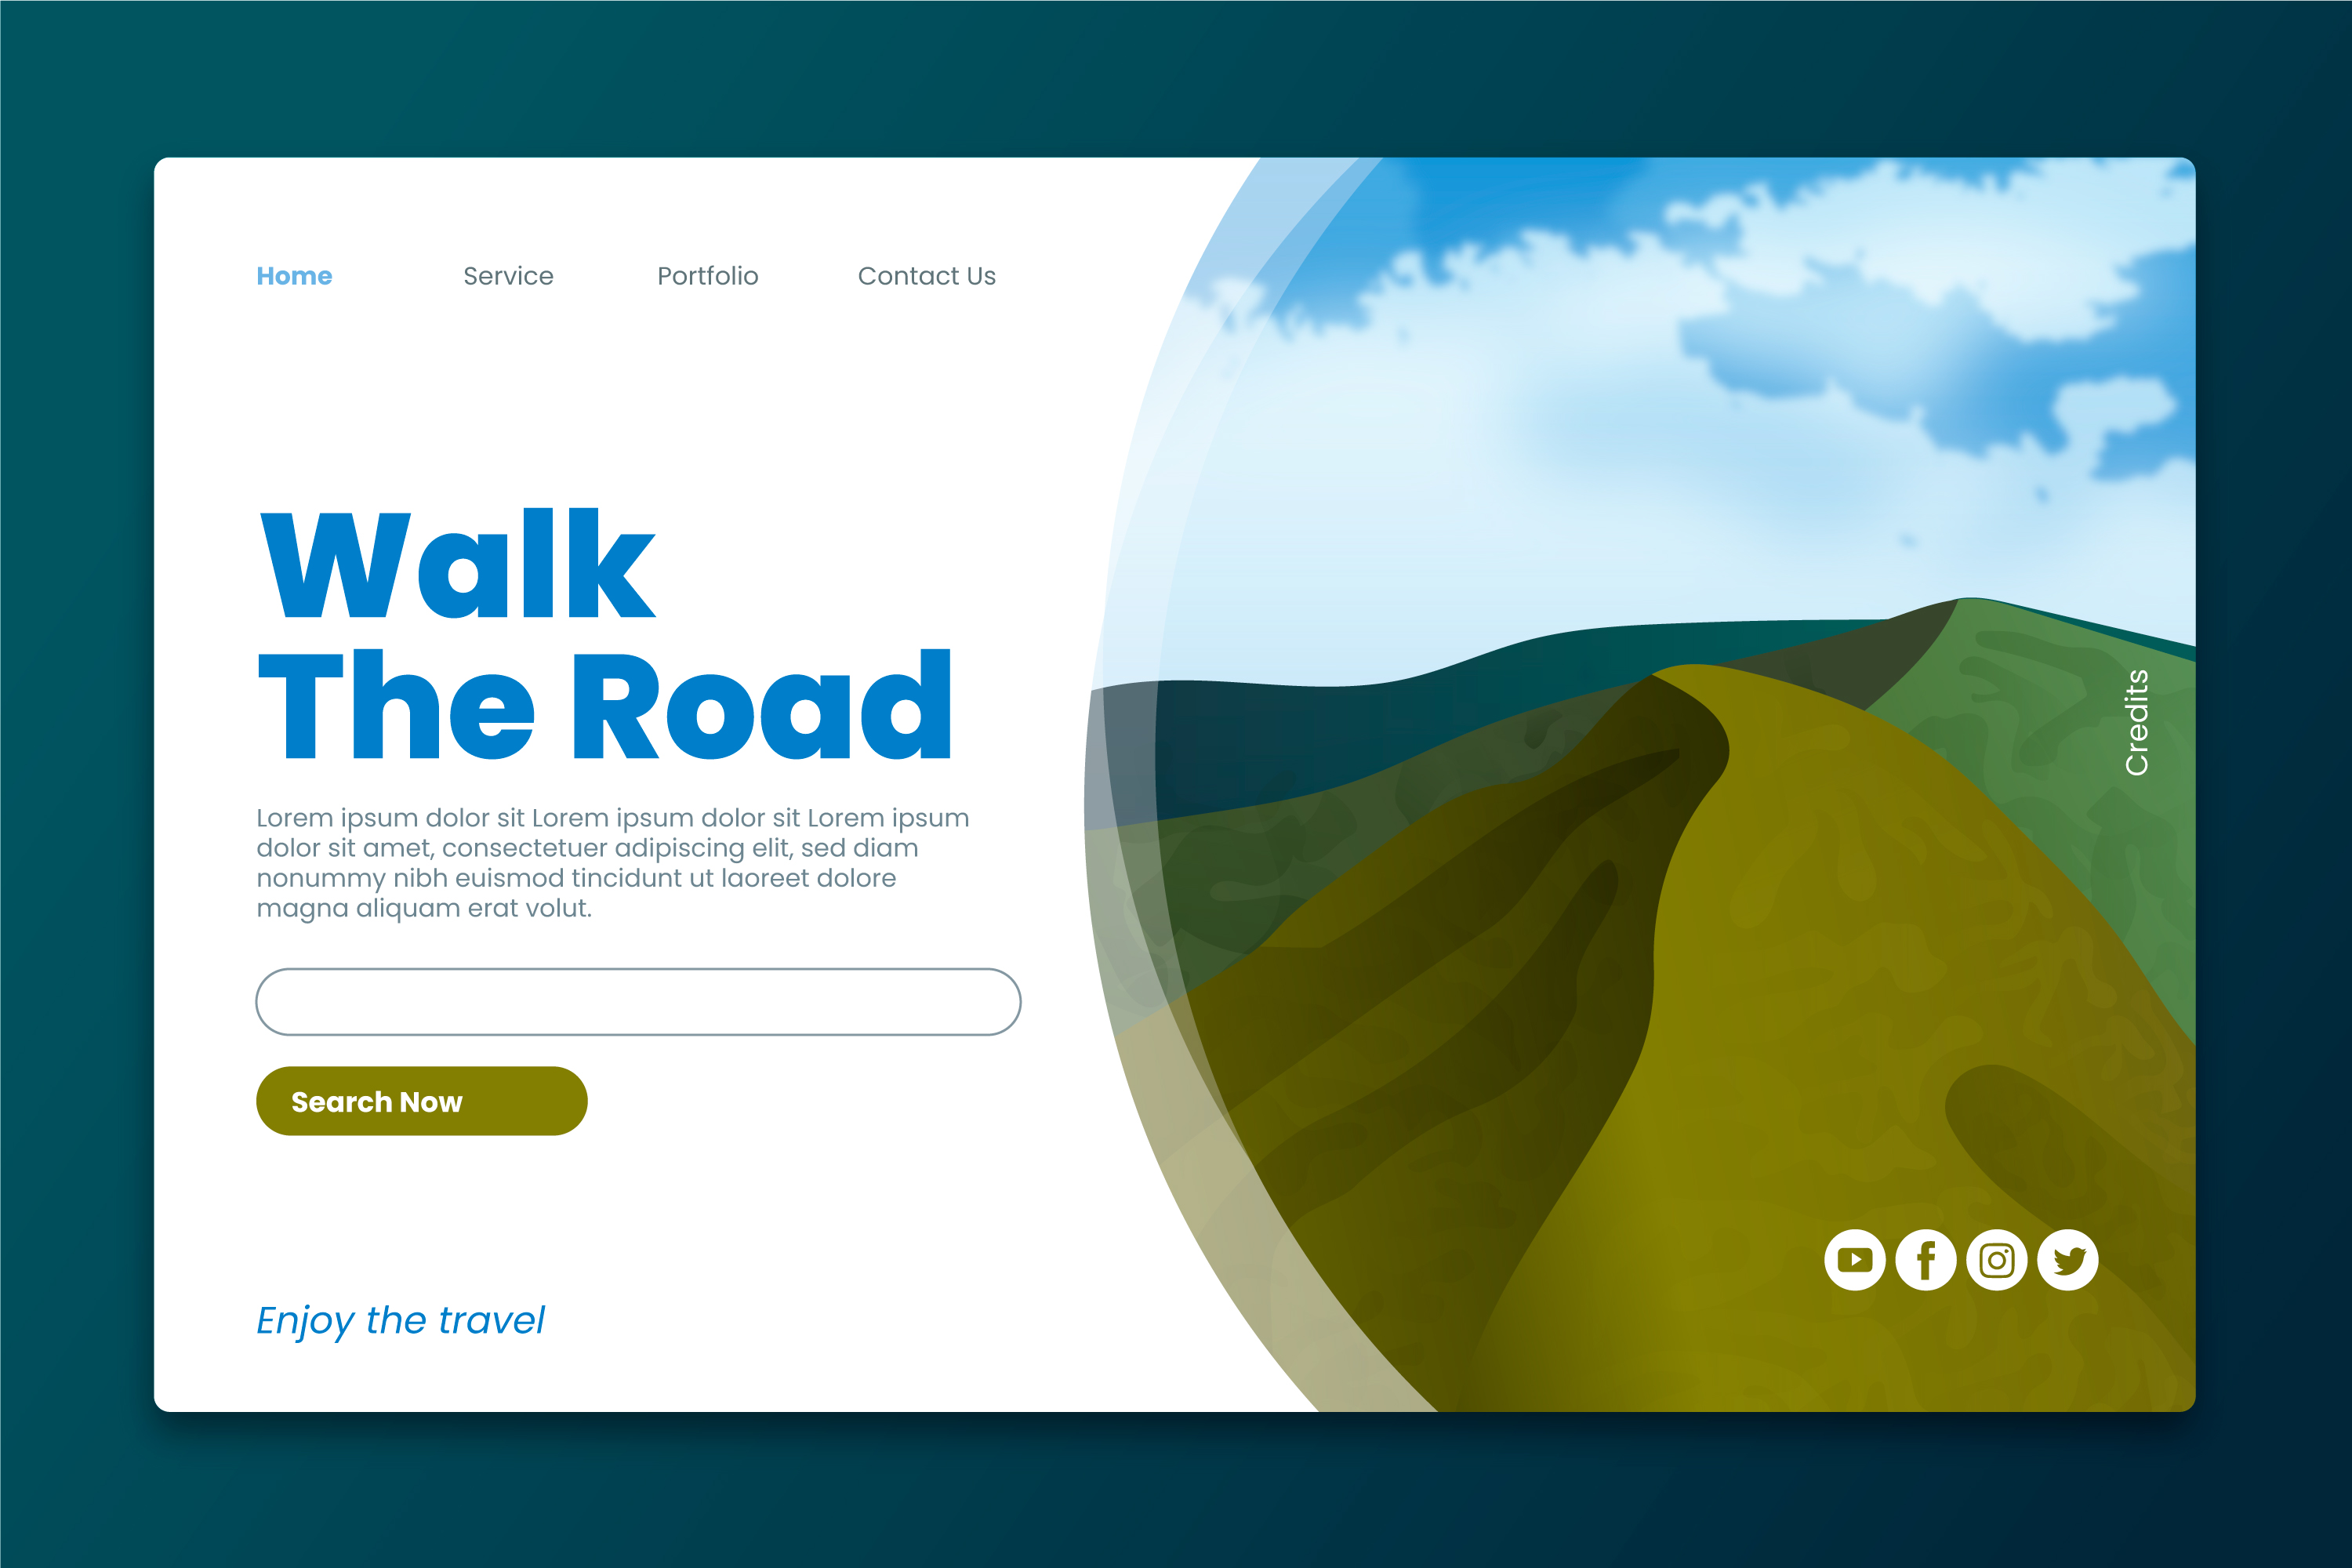 Home Service Portfolio Contact Us
Walk
The Road
Lorem ipsum dolor sit Lorem ipsum dolor sit Lorem ipsum
dolor sit amet, consectetuer adipiscing elit, sed diam
nonummy nibh euismod tincidunt ut laoreet dolore
magna aliquam erat volut.
Search Now
Enjoy the travel
Credits